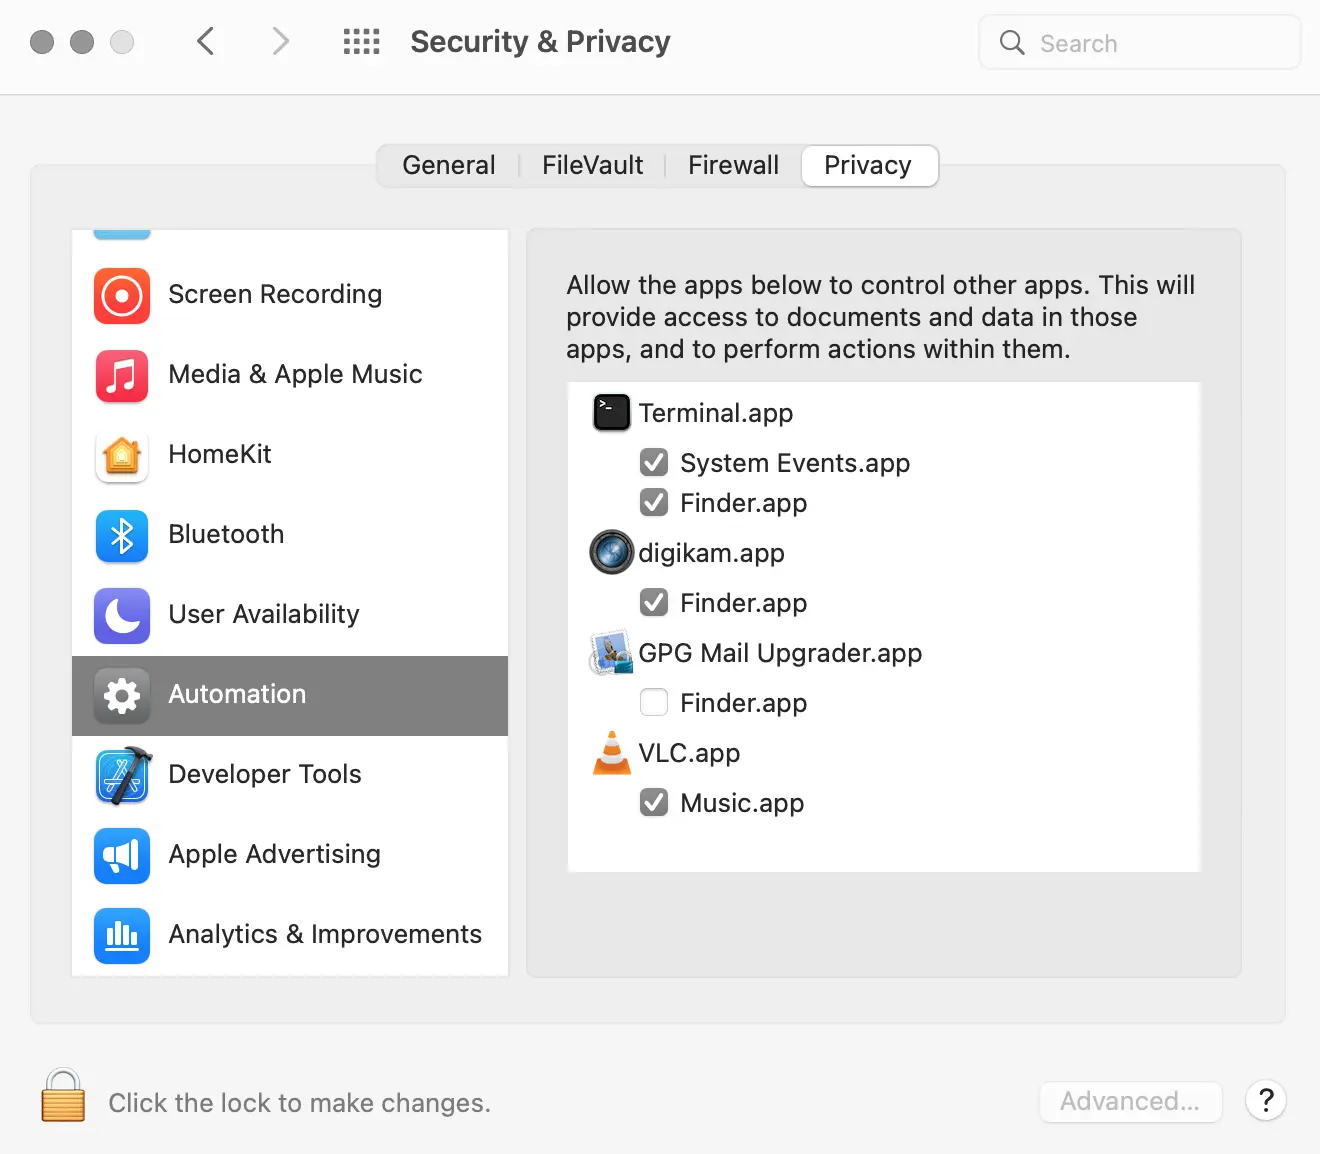 Security & Privacy
Search
General
FileVault
Firewall
Privacy
Screen Recording
Media & Apple Music
HomeKit
Bluetooth
User Availability
Automation
Developer Tools
Apple Advertising
Analytics & Improvements
Allow the apps below to control other apps. This will
provide access to documents and data in those
apps, and to perform actions within them.
>_
Terminal.app
System Events.app
Finder.app
digikam.app
Finder.app
GPG Mail Upgrader.app
Finder.app
VLC.app
Music.app
Click the lock to make changes.
Advanced...
?